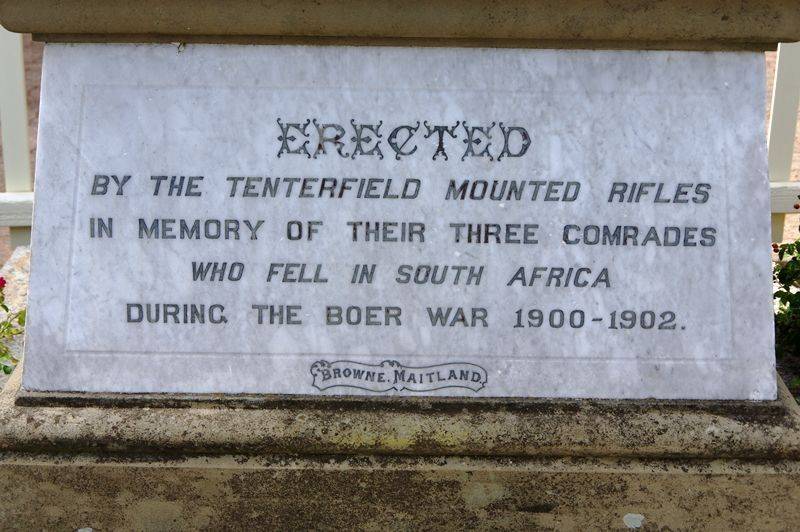 ERECTED
BY THE TENTERFIELD MOUNTED RIFLES
IN MEMORY OF THEIR THREE COMRADES
WHO FELL IN SOUTH AFRICA
DURING THE BOER WAR 1900-1902.
BROWNE. MAITLAND.